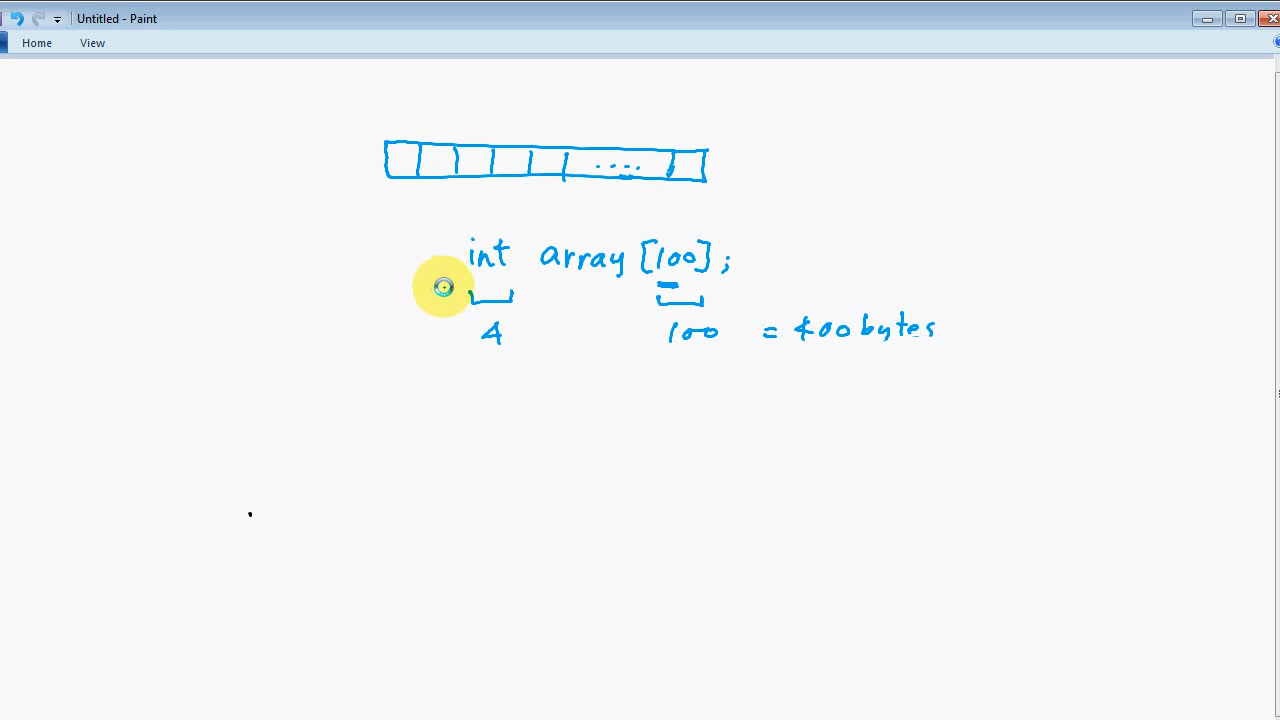 Untitled - Paint
Home View
....
int array [100];
4 100 = 400 bytes